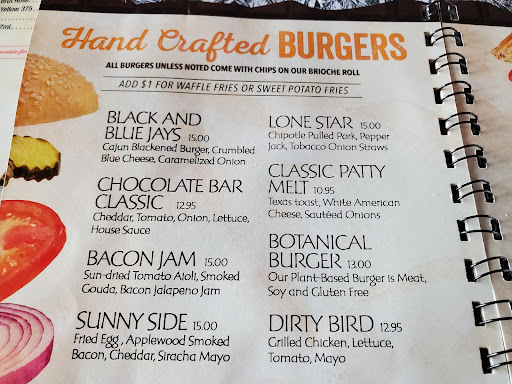 Yellow 375
Hand Crafted BURGERS
ALL BURGERS UNLESS NOTED COME WITH CHIPS ON OUR BRIOCHE ROLL
ADD $1 FOR WAFFLE FRIES OR SWEET POTATO FRIES
BLACK AND
BLUE JAYS 15.00
Cajun Blackened Burger, Crumbled
Blue Cheese, Caramelized Onion
CHOCOLATE BAR
CLASSIC 12.95
Cheddar, Tomato, Onion, Lettuce,
House Sauce
BACON JAM 15.00
Sun-dried Tomato Aioli, Smoked
Gouda, Bacon Jalapeno Jam
SUNNY SIDE 15.00
Fried Egg , Applewood Smoked
Bacon, Cheddar, Siracha Mayo
LONE STAR 15.00
Chipotle Pulled Pork, Pepper
Jack, Tobacco Onion Straws
CLASSIC PATTY
MELT 10.95
Texas toast, White American
Cheese, Sautéed Onions
BOTANICAL
BURGER 13.00
Our Plant-Based Burger is Meat,
Soy and Gluten Free
DIRTY BIRD 12.95
Grilled Chicken, Lettuce,
Tomato, Mayo